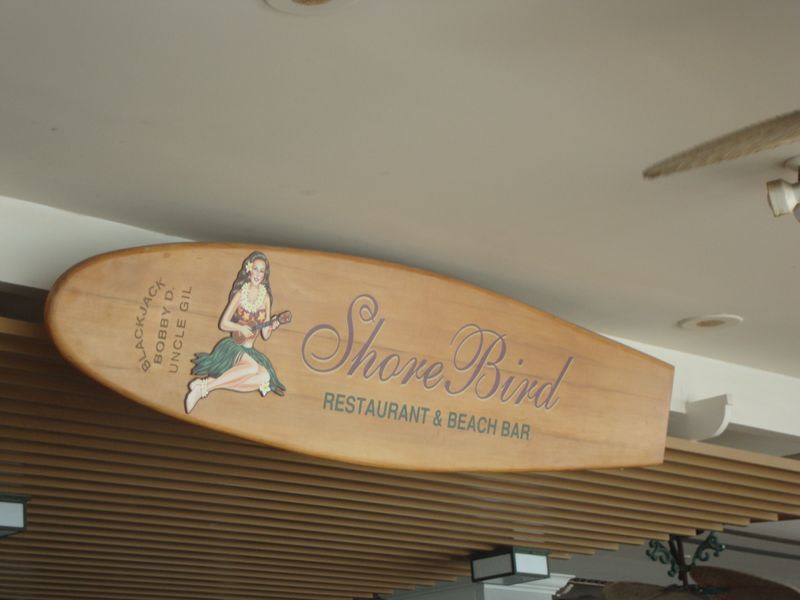 BLACKJACK
BOBBY D.
UNCLE GIL
Shore Bird
RESTAURANT & BEACH BAR